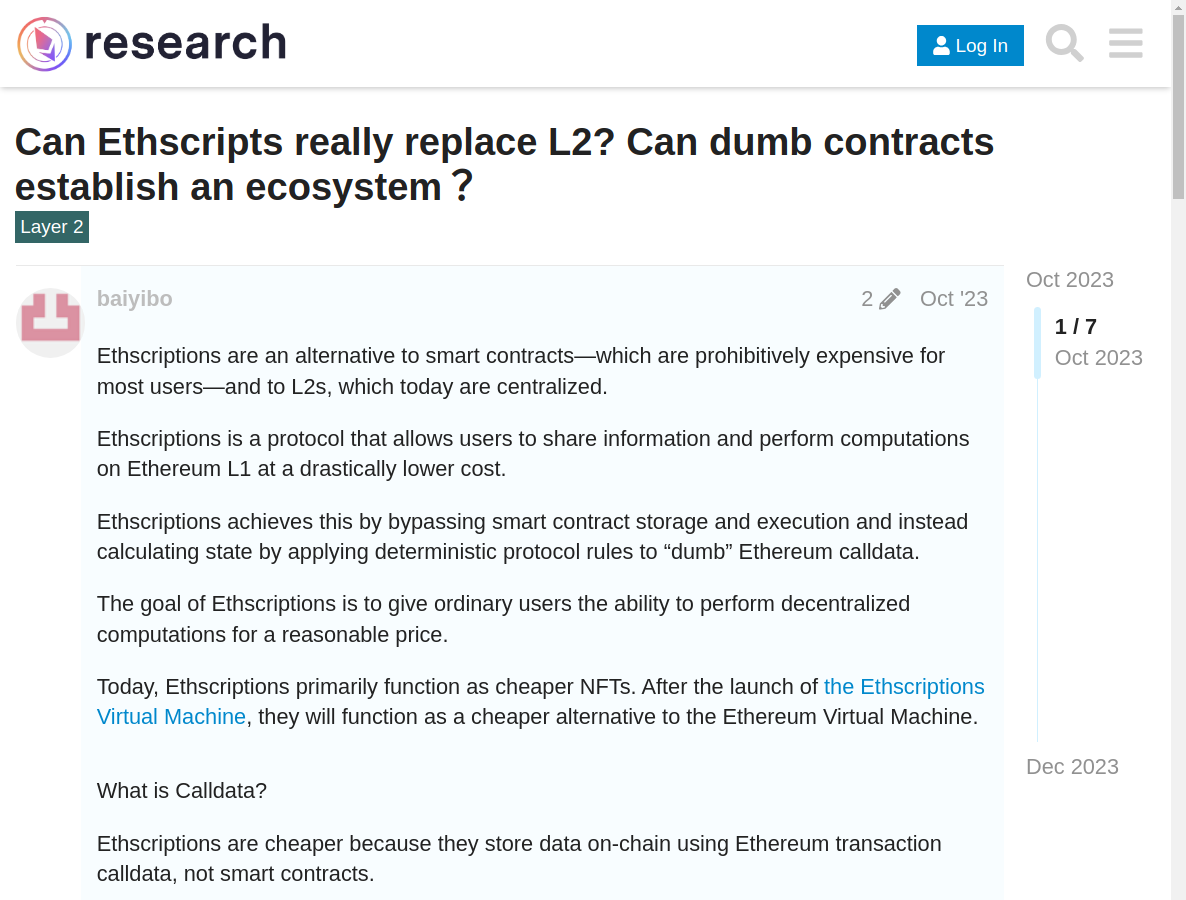 research
Log In
Can Ethscripts really replace L2? Can dumb contracts
establish an ecosystem？
Layer 2
baiyibo
2
Oct '23
Ethscriptions are an alternative to smart contracts—which are prohibitively expensive for
most users—and to L2s, which today are centralized.
Ethscriptions is a protocol that allows users to share information and perform computations
on Ethereum L1 at a drastically lower cost.
Ethscriptions achieves this by bypassing smart contract storage and execution and instead
calculating state by applying deterministic protocol rules to “dumb” Ethereum calldata.
The goal of Ethscriptions is to give ordinary users the ability to perform decentralized
computations for a reasonable price.
Today, Ethscriptions primarily function as cheaper NFTs. After the launch of the Ethscriptions
Virtual Machine, they will function as a cheaper alternative to the Ethereum Virtual Machine.
What is Calldata?
Ethscriptions are cheaper because they store data on-chain using Ethereum transaction
calldata, not smart contracts.
Oct 2023
1 / 7
Oct 2023
Dec 2023